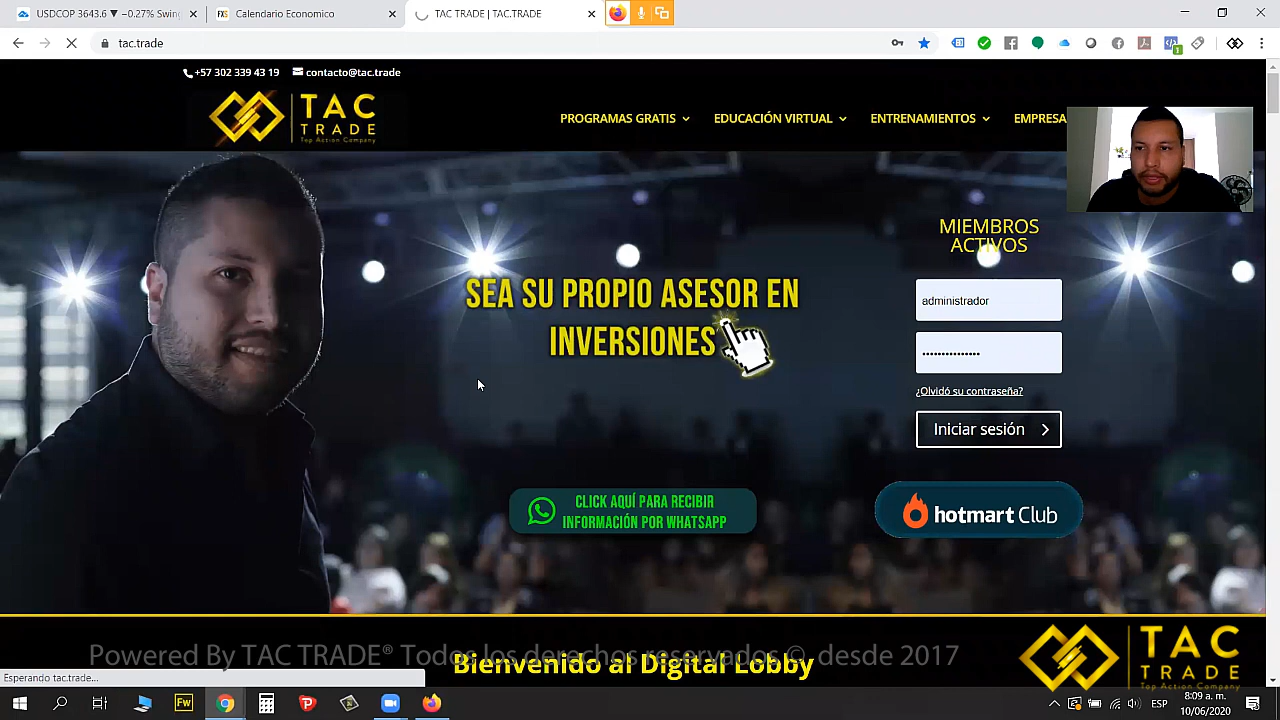 USDCOP 3643.6 ▼ −0.27% Swin
Calendario Economico
TAC TRADE | TAC.TRADE
tac.trade
+57 302 339 43 19
contacto@tac.trade
TAC
TRADE
Top Action Company
PROGRAMAS GRATIS
EDUCACIÓN VIRTUAL
ENTRENAMIENTOS
EMPRESA
MIEMBROS
ACTIVOS
SEA SU PROPIO ASESOR EN
INVERSIONES
administrador
¿Olvidó su contraseña?
Iniciar sesión
CLICK AQUÍ PARA RECIBIR
INFORMACIÓN POR WHATSAPP
hotmart Club
Powered By TAC TRADE® Todos los derechos reservados ©, desde 2017
Bienvenido al Digital Lobby
TAC
TRADE
Top Action Company
Esperando tac.trade...
Fw
ESP
8:09 a. m.
10/06/2020